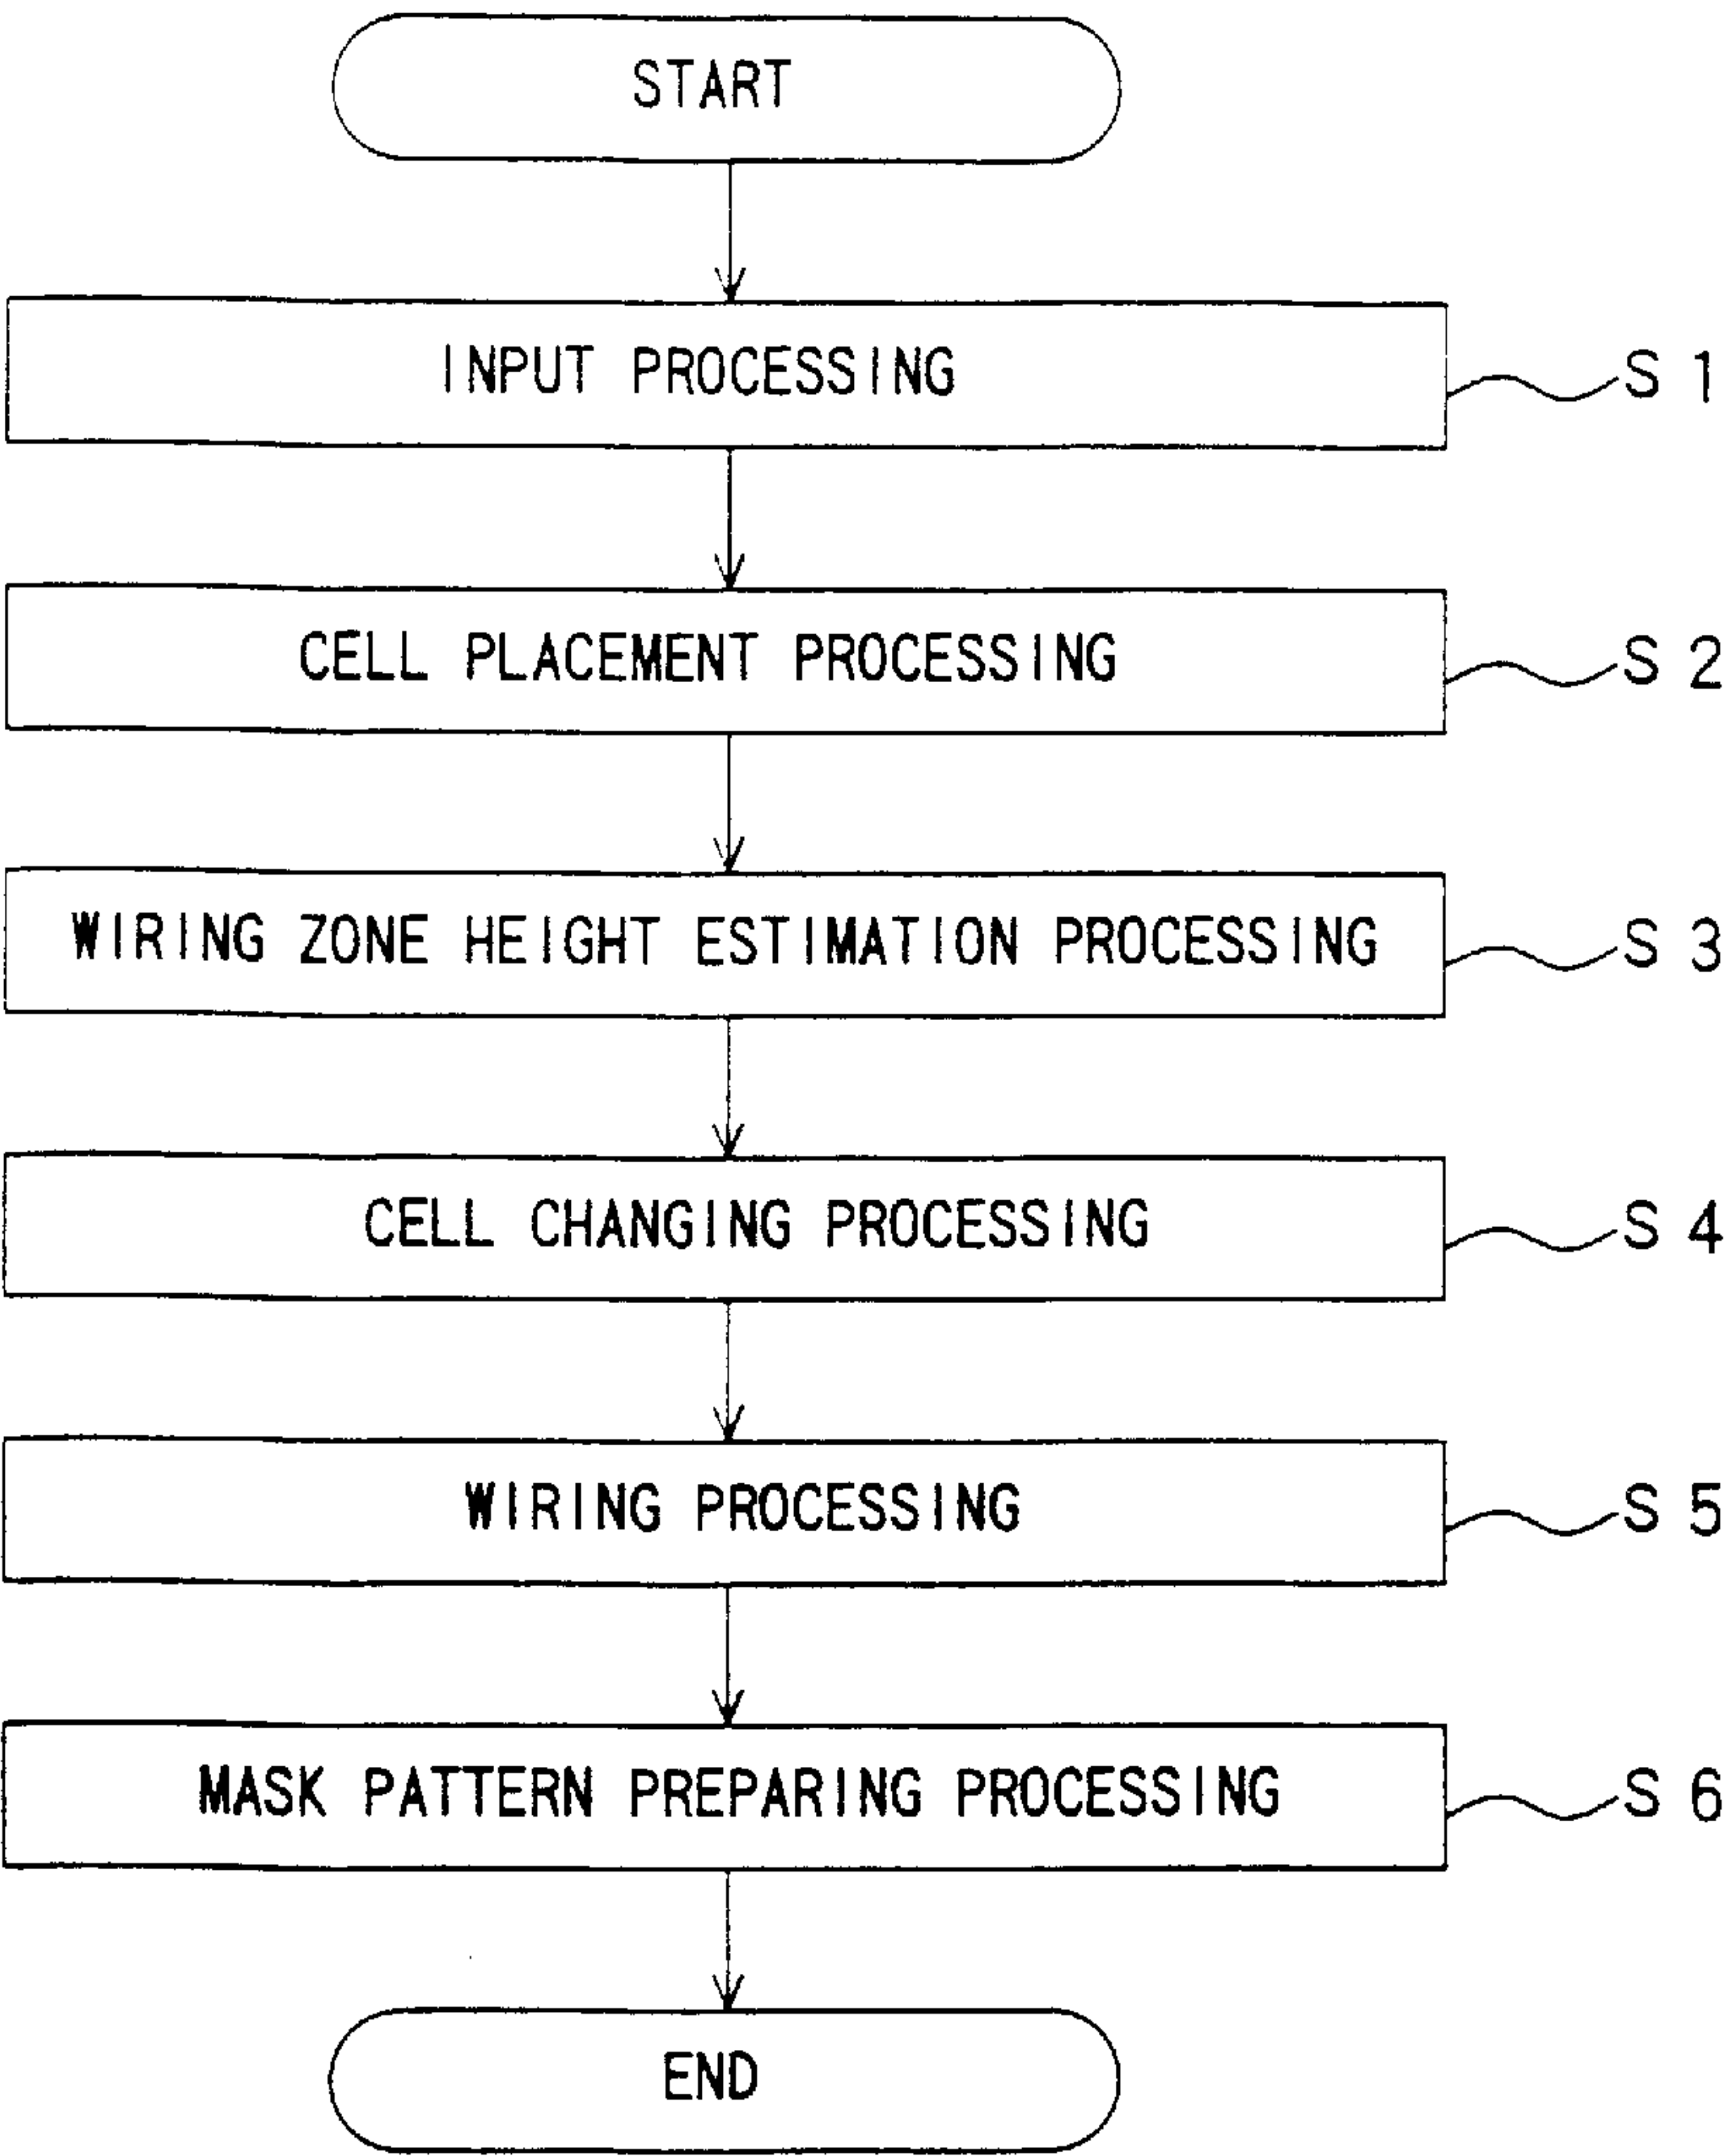 START
INPUT PROCESSING S 1
CELL PLACEMENT PROCESSING S 2
WIRING ZONE HEIGHT ESTIMATION PROCESSING S 3
CELL CHANGING PROCESSING S 4
WIRING PROCESSING S 5
MASK PATTERN PREPARING PROCESSING S 6
END